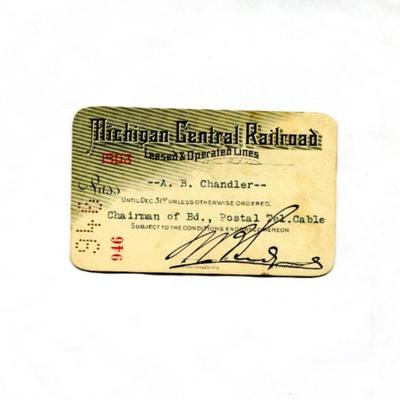 Michigan Central Railroad
Leased & Operated Lines
1903
Pass --A. B. Chandler--
UNTIL DEC. 31ST UNLESS OTHERWISE ORDERED.
Chairman of Bd., Postal Tel.Cable
SUBJECT TO THE CONDITIONS ENDORSED HEREON
946
946